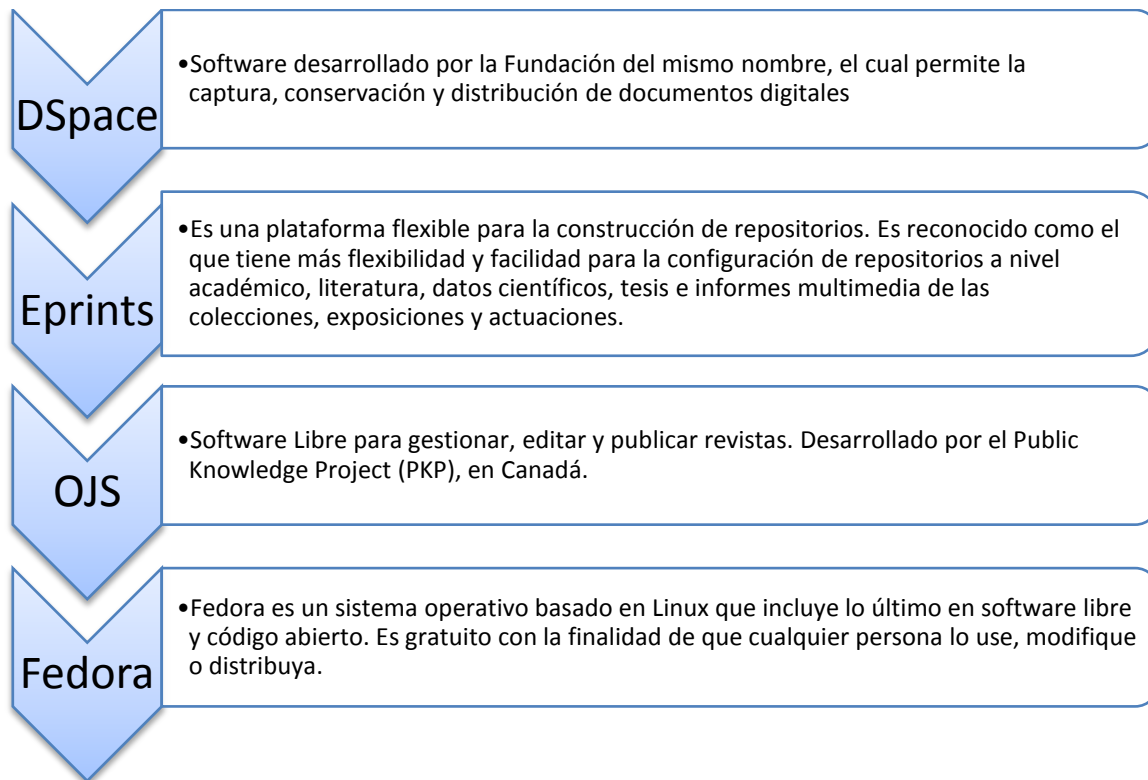 DSpace
•Software desarrollado por la Fundación del mismo nombre, el cual permite la
captura, conservación y distribución de documentos digitales
Eprints
•Es una plataforma flexible para la construcción de repositorios. Es reconocido como el
que tiene más flexibilidad y facilidad para la configuración de repositorios a nivel
académico, literatura, datos científicos, tesis e informes multimedia de las
colecciones, exposiciones y actuaciones.
OJS
•Software Libre para gestionar, editar y publicar revistas. Desarrollado por el Public
Knowledge Project (PKP), en Canadá.
Fedora
•Fedora es un sistema operativo basado en Linux que incluye lo último en software libre
y código abierto. Es gratuito con la finalidad de que cualquier persona lo use, modifique
o distribuya.